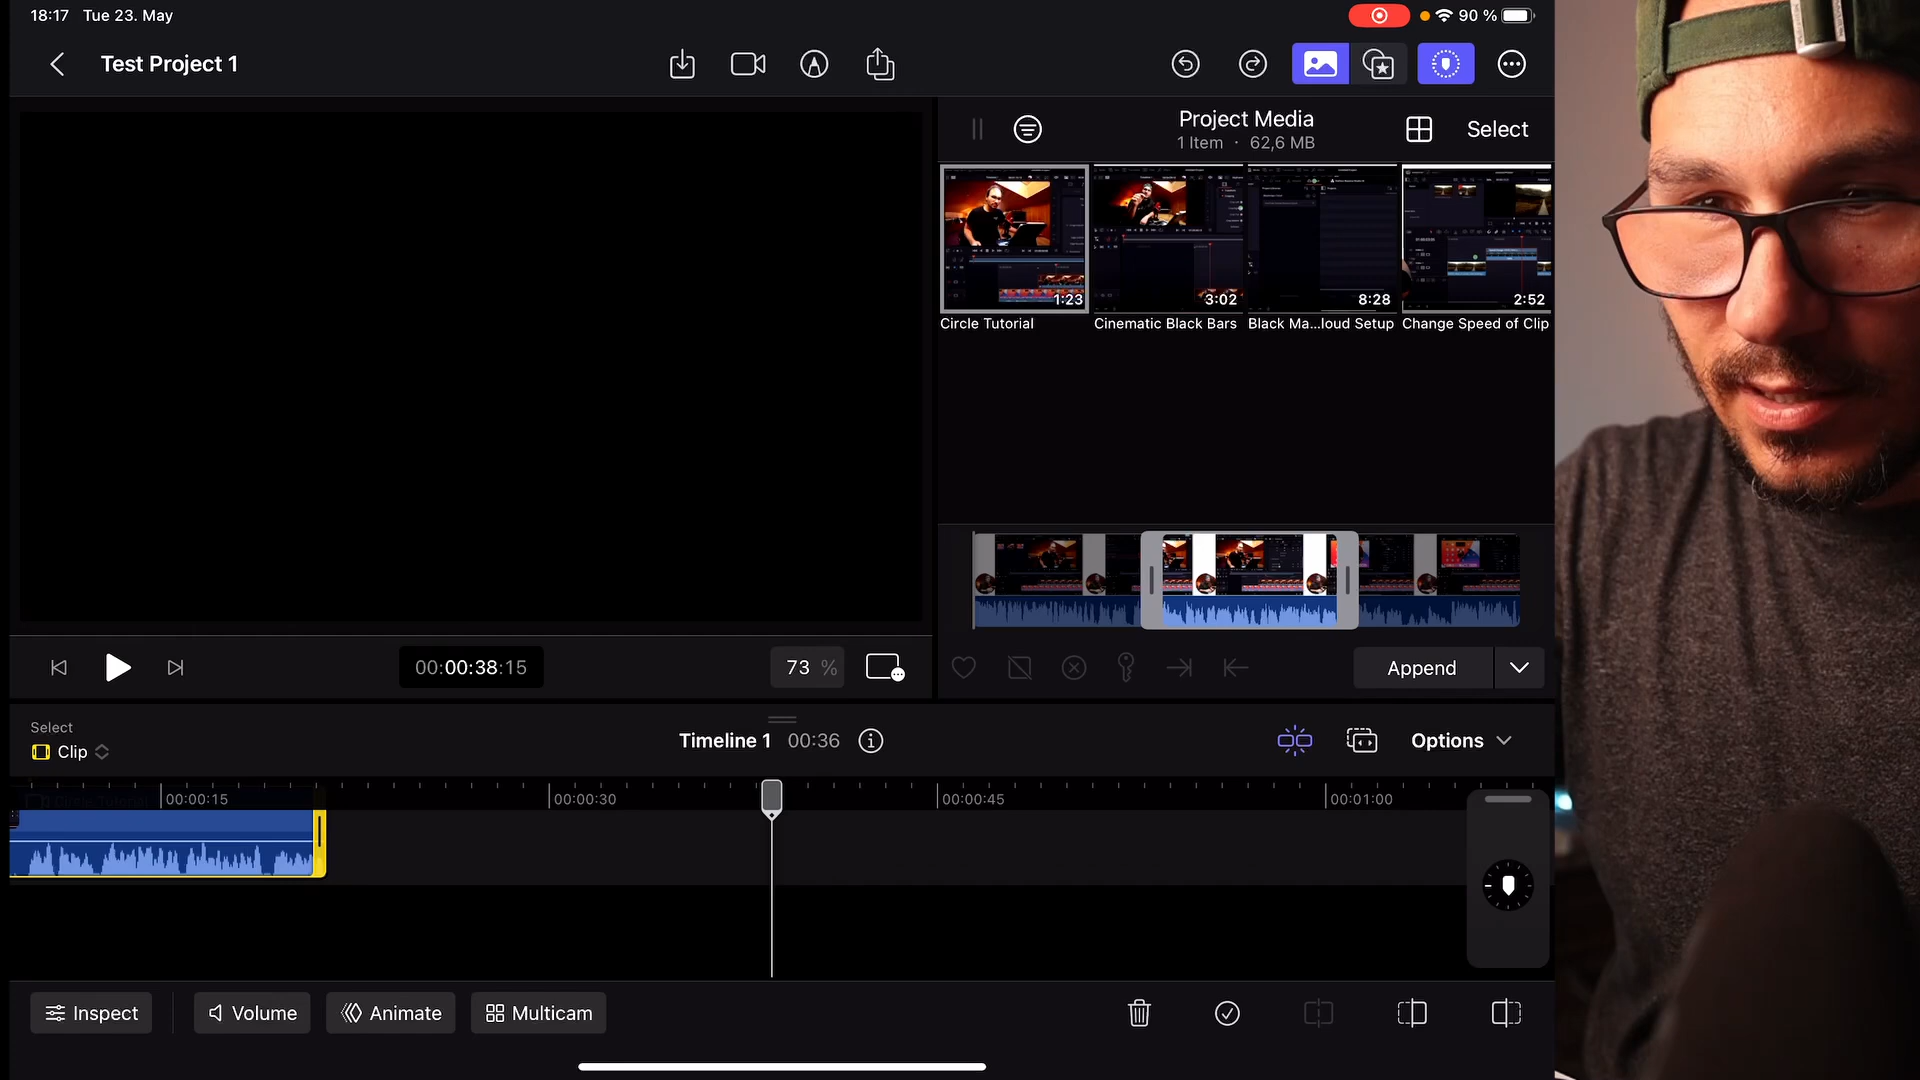 18:17 Tue 23. May
90 %
Test Project 1
Project Media
1 Item · 62,6 MB
Select
1:23
3:02
8:28
2:52
Circle Tutorial
Cinematic Black Bars
Black Ma...loud Setup
Change Speed of Clip
00:00:38:15
73 %
Append
Select
Clip
Timeline 1 00:36
Options
00:00:15
00:00:30
00:00:45
00:01:00
Inspect
Volume
Animate
Multicam